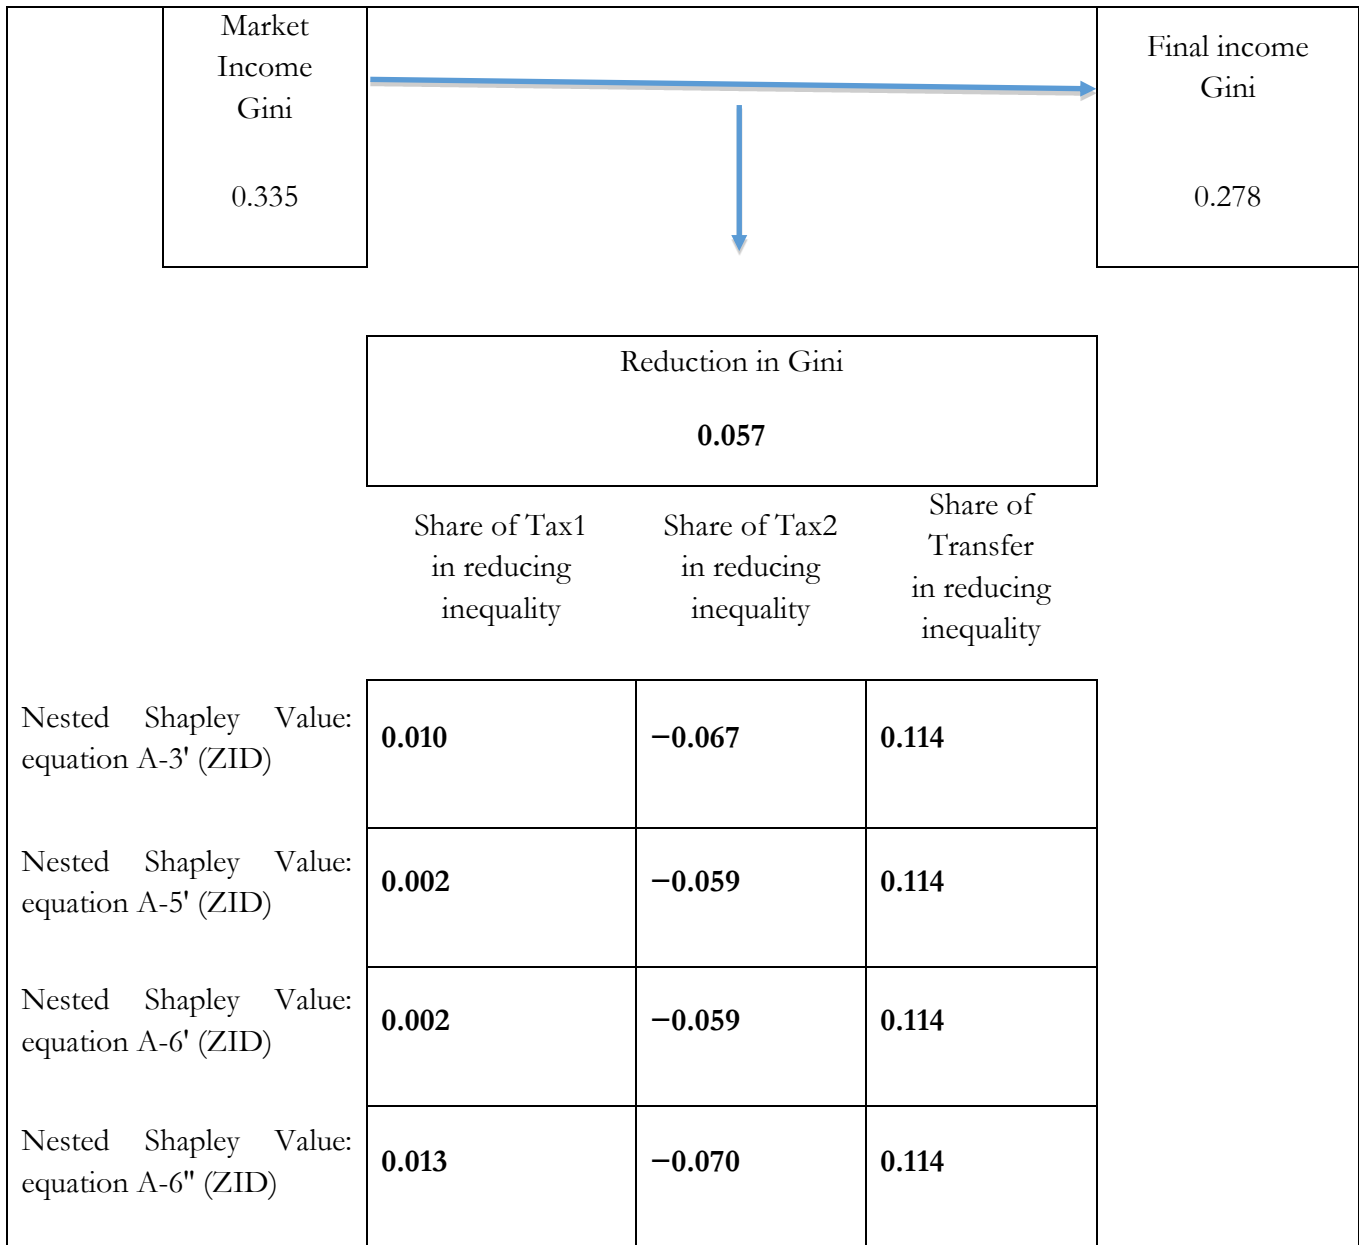 Market
Income
Gini
0.335
Final income
Gini
0.278
Reduction in Gini
0.057
Share of Tax1
in reducing
inequality
Share of Tax2
in reducing
inequality
Share of
Transfer
in reducing
inequality
Nested Shapley Value:
equation A-3' (ZID)
0.010
−0.067
0.114
Nested Shapley Value:
equation A-5' (ZID)
0.002
−0.059
0.114
Nested Shapley Value:
equation A-6' (ZID)
0.002
−0.059
0.114
Nested Shapley Value:
equation A-6" (ZID)
0.013
−0.070
0.114